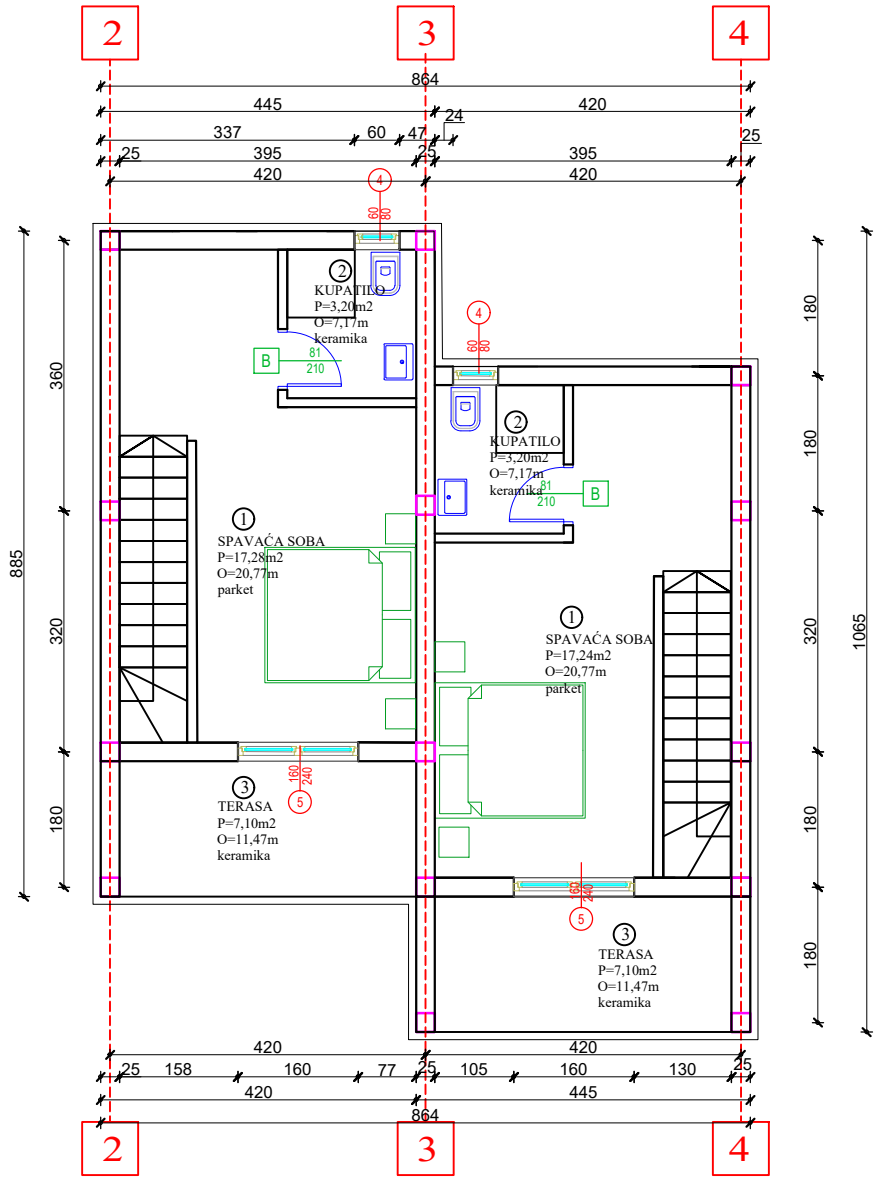 2 3 4
864
445 420
337 60 47 24
25 395 25 395 25
420 420
4
60
80
2
KUPATILO
P=3,20m2
O=7,17m
keramika
B
81
210
4
60
80
2
KUPATILO
P=3,20m2
O=7,17m
keramika
81
210
B
1
SPAVAĆA SOBA
P=17,28m2
O=20,77m
parket
1
SPAVAĆA SOBA
P=17,24m2
O=20,77m
parket
160
240
5
3
TERASA
P=7,10m2
O=11,47m
keramika
160
240
5
3
TERASA
P=7,10m2
O=11,47m
keramika
885
360
320
180
180
180
320
180
180
1065
420 420
25 158 160 77 25 105 160 130 25
420 445
864
2 3 4